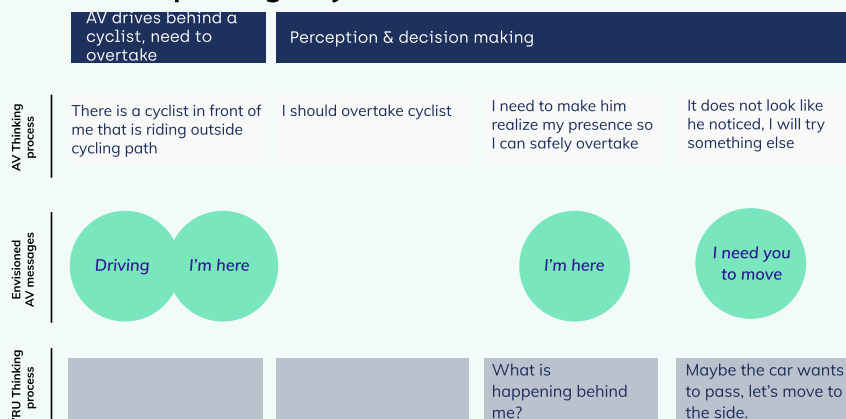 AV drives behind a
cyclist, need to
overtake
Perception & decision making
AV Thinking
process
There is a cyclist in front of
me that is riding outside
cycling path
I should overtake cyclist
I need to make him
realize my presence so
I can safely overtake
It does not look like
he noticed, I will try
something else
Envisioned
AV messages
Driving
I'm here
I'm here
I need you
to move
VRU Thinking
process
What is
happening behind
me?
Maybe the car wants
to pass, let's move to
the side.